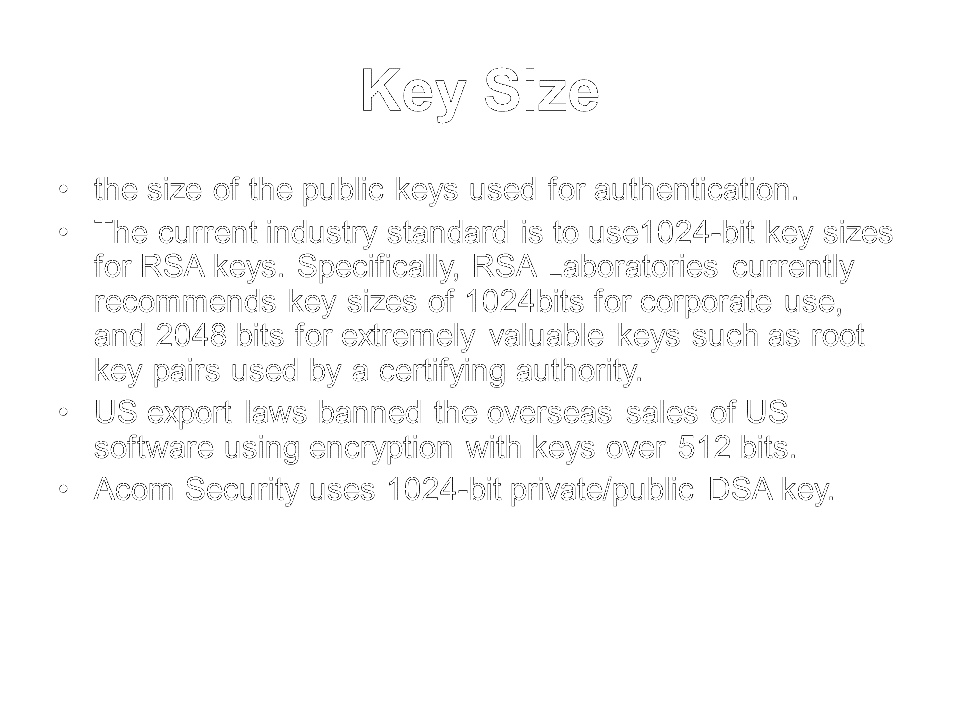 Key Size
• the size of the public keys used for authentication.
• The current industry standard is to use1024-bit key sizes
for RSA keys. Specifically, RSA Laboratories currently
recommends key sizes of 1024bits for corporate use,
and 2048 bits for extremely valuable keys such as root
key pairs used by a certifying authority.
• US export laws banned the overseas sales of US
software using encryption with keys over 512 bits.
• Acom Security uses 1024-bit private/public DSA key.